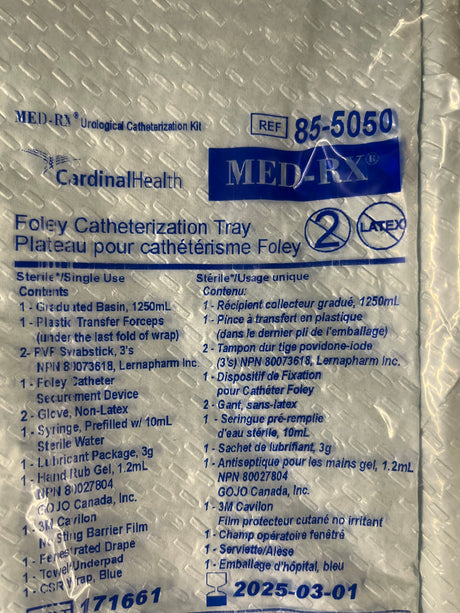 MED-RX® Urological Catheterization Kit
REF 85-5050
CardinalHealth
MED-RX®
Foley Catheterization Tray
Plateau pour cathétérisme Foley
2
LATEX
Sterile*/Single Use
Contents
1 - Graduated Basin, 1250mL
1 - Plastic Transfer Forceps
(under the last fold of wrap)
2 - PVP Swabstick, 3's
NPN 80073618, Lernapharm Inc.
1 - Foley Catheter
Securement Device
2 - Glove, Non-Latex
1 - Syringe, Prefilled w/ 10mL
Sterile Water
1 - Lubricant Package, 3g
1 - Hand Rub Gel, 1.2mL
NPN 80027804
GOJO Canada, Inc.
1 - 3M Cavilon
No Sting Barrier Film
1 - Fenestrated Drape
1 - Towel/Underpad
1 - CSR Wrap, Blue
Stérile*/Usage unique
Contenu:
1 - Récipient collecteur gradué, 1250mL
1 - Pince à transfert en plastique
(dans le dernier pli de l'emballage)
2 - Tampon dur tige povidone-iodine
(3's) NPN 80073618, Lernapharm Inc.
1 - Dispositif de Fixation
pour Cathéter Foley
2 - Gant, sans-latex
1 - Seringue pré-remplie
d'eau stérile, 10mL
1 - Sachet de lubrifiant, 3g
1 - Antiseptique pour les mains gel, 1.2mL
NPN 80027804
GOJO Canada, Inc.
1 - 3M Cavilon
Film protecteur cutané no irritant
1 - Champ opératoire fenêtré
1 - Serviette/Alèse
1 - Emballage d'hôpital, bleu
171661
2025-03-01